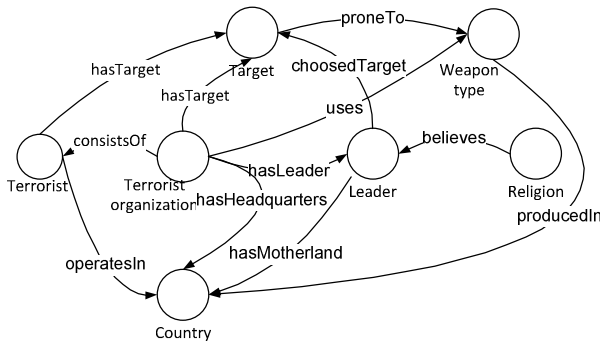 proneTo
Target
hasTarget
choosedTarget
Weapon
type
hasTarget
uses
consistsOf
believes
hasLeader
Terrorist
Terrorist
organization
Leader
Religion
hasHeadquarters
producedIn
hasMotherland
operatesIn
Country